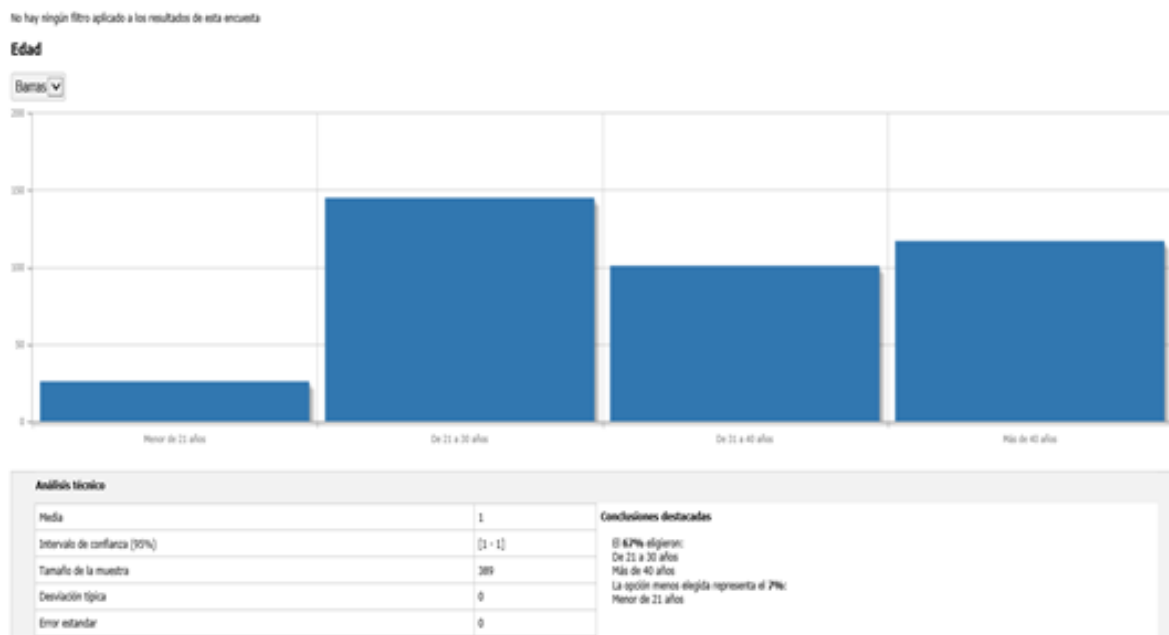 No hay ningún filtro aplicado a los resultados de esta encuesta
Edad
Barras
200
150
100
50
0
Menor de 21 años
De 21 a 30 años
De 31 a 40 años
Más de 40 años
Análisis técnico
Media
1
Intervalo de confianza (95%)
[1 - 1]
Tamaño de la muestra
389
Desviación típica
0
Error estandar
0
Conclusiones destacadas
El 67% eligieron:
De 21 a 30 años
Más de 40 años
La opción menos elegida representa el 7%:
Menor de 21 años